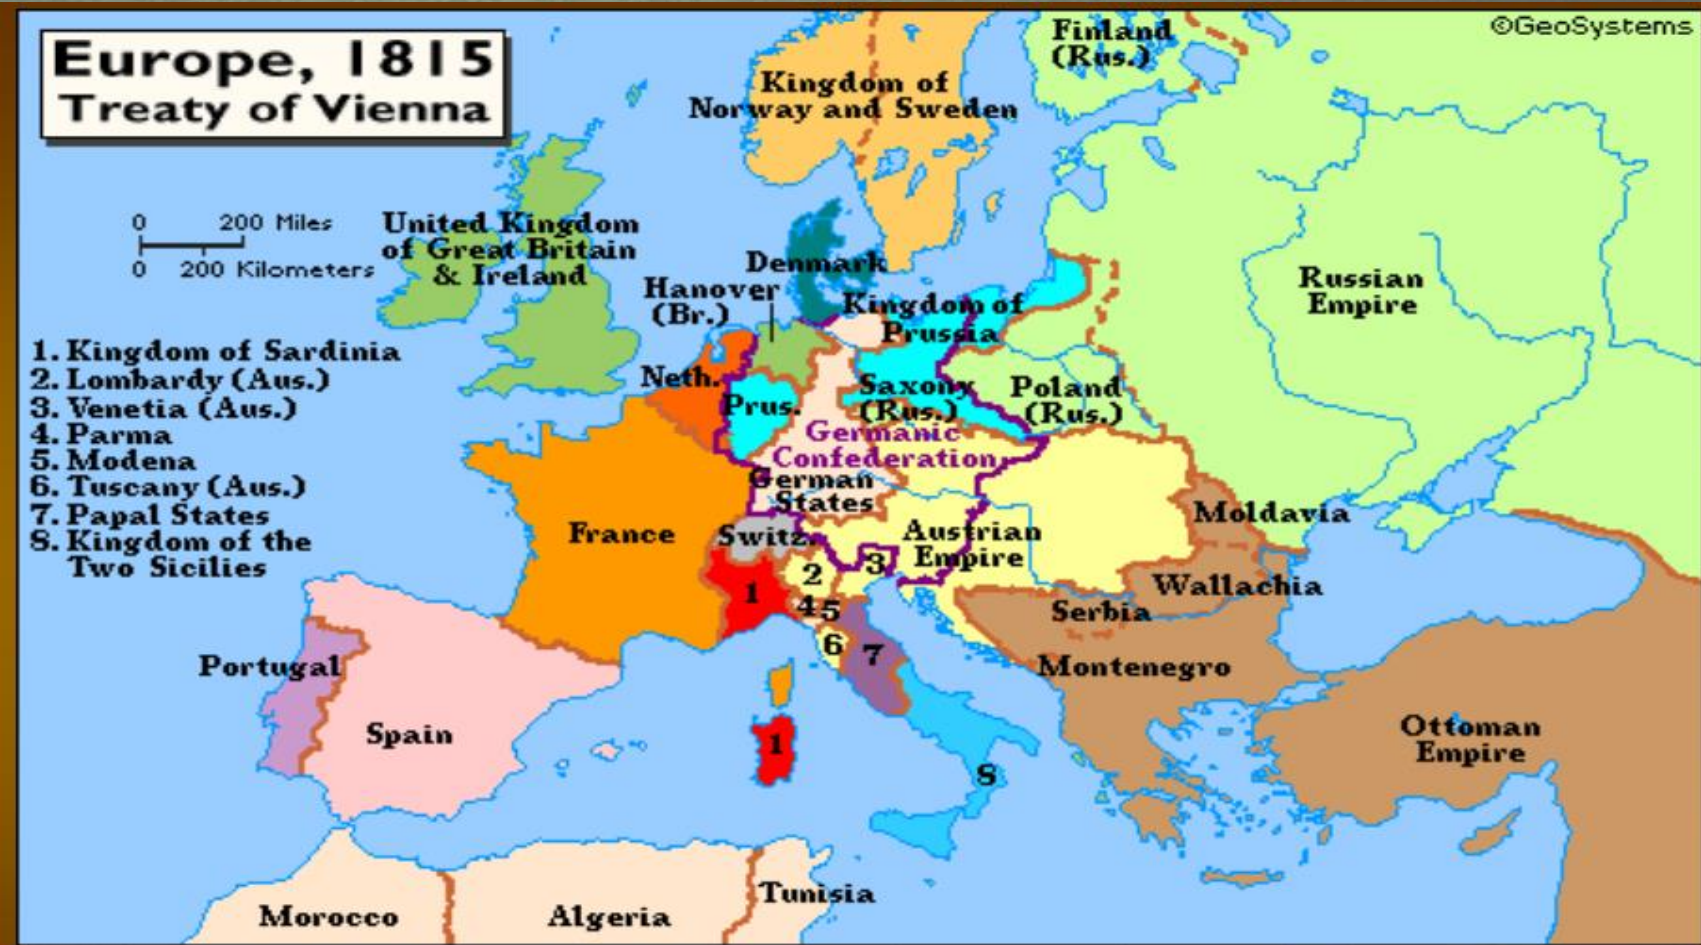 Europe, 1815
Treaty of Vienna
©GeoSystems
Finland
(Rus.)
Kingdom of
Norway and Sweden
0 200 Miles
0 200 Kilometers
United Kingdom
of Great Britain
& Ireland
Denmark
Hanover
(Br.)
Kingdom of
Prussia
Russian
Empire
1. Kingdom of Sardinia
2. Lombardy (Aus.)
3. Venetia (Aus.)
4. Parma
5. Modena
6. Tuscany (Aus.)
7. Papal States
8. Kingdom of the
Two Sicilies
Neth.
Prus.
Saxony
(Rus.)
Poland
(Rus.)
Germanic
Confederation
German
States
France
Switz.
Austrian
Empire
Moldavia
Wallachia
Serbia
Montenegro
1
2
3
4
5
6
7
Portugal
Spain
1
8
Ottoman
Empire
Morocco
Algeria
Tunisia